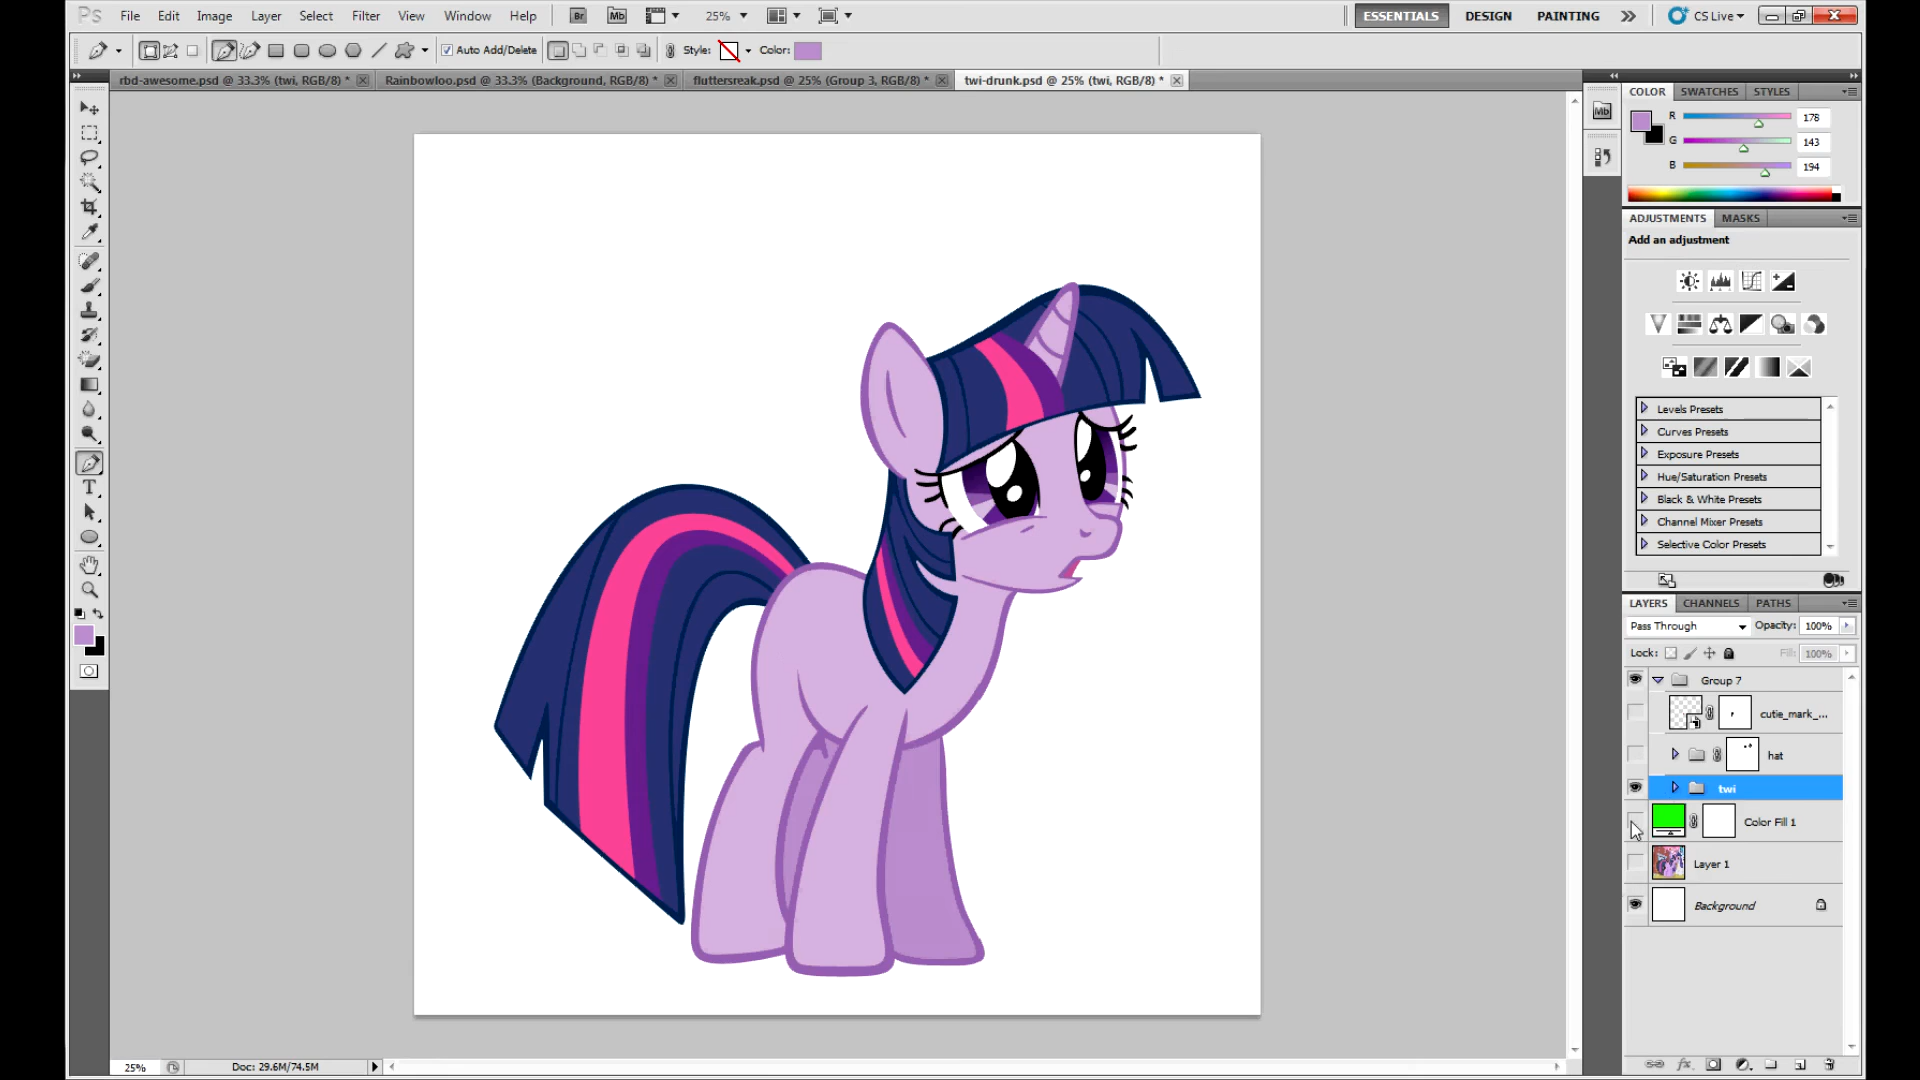 Ps File Edit Image Layer Select Filter View Window Help Br Mb 25% ESSENTIALS DESIGN PAINTING CS Live
Auto Add/Delete Style: Color:
rbd-awesome.psd @ 33.3% (twi, RGB/8) * Rainbowloo.psd @ 33.3% (Background, RGB/8) * fluttersreak.psd @ 25% (Group 3, RGB/8) * twi-drunk.psd @ 25% (twi, RGB/8) *
COLOR SWATCHES STYLES
Mb
R 178
G 143
B 194
ADJUSTMENTS MASKS
Add an adjustment
Levels Presets
Curves Presets
Exposure Presets
Hue/Saturation Presets
Black & White Presets
Channel Mixer Presets
Selective Color Presets
LAYERS CHANNELS PATHS
Pass Through Opacity: 100%
Lock: Fill: 100%
Group 7
cutie_mark_...
hat
twi
Color Fill 1
Layer 1
Background
T
25% Doc: 29.6M/74.5M
fx